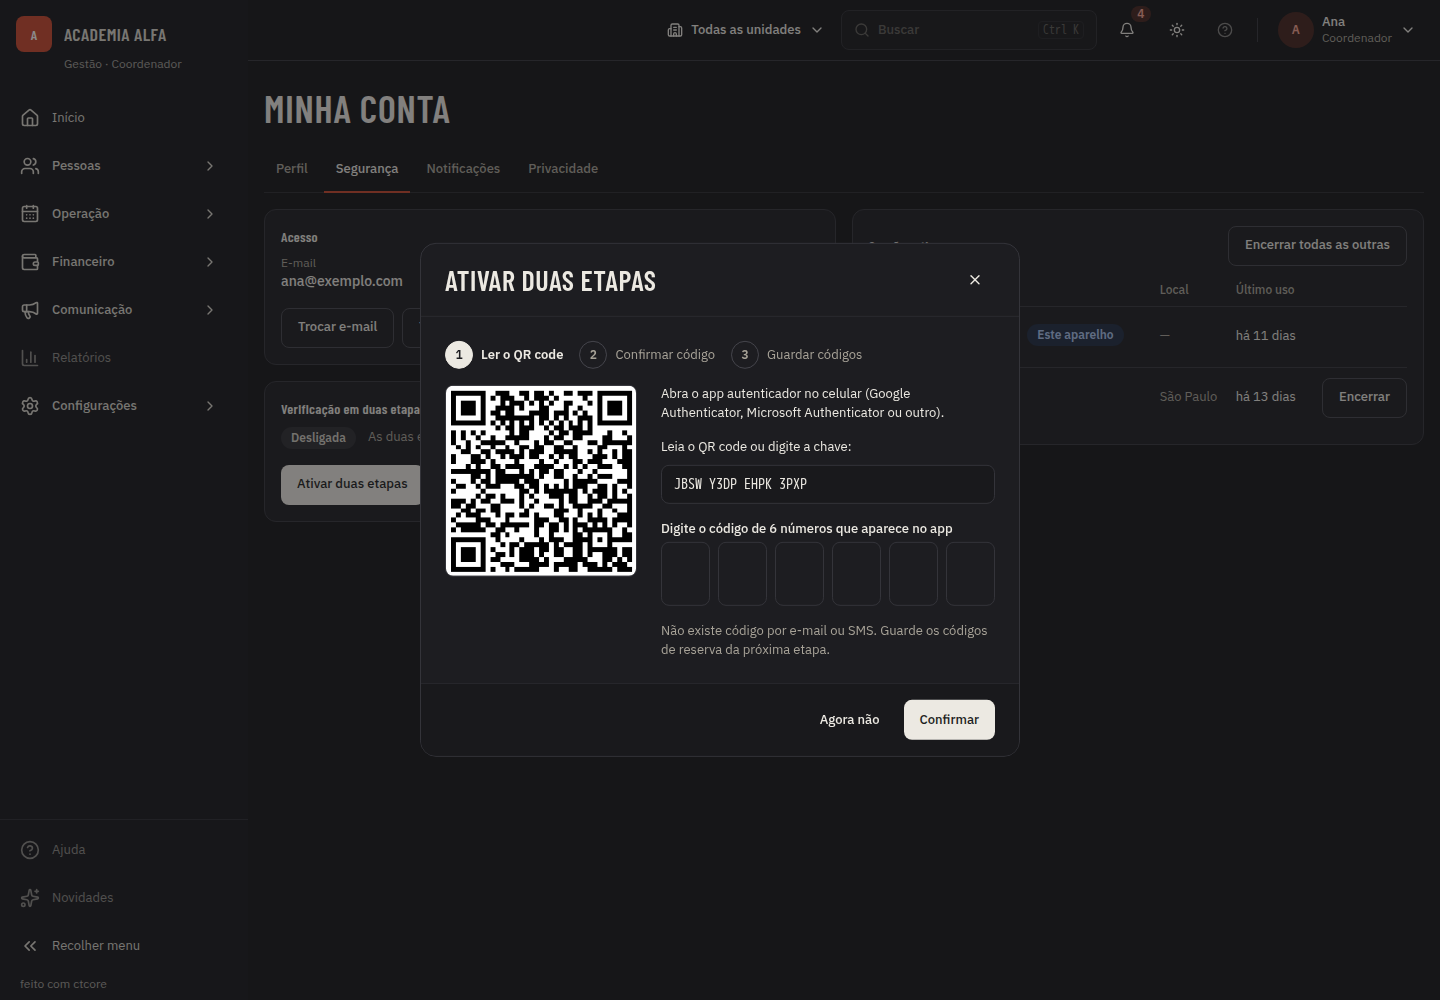 A
ACADEMIA ALFA
Gestão - Coordenador
Início
Pessoas
Operação
Financeiro
Comunicação
Relatórios
Configurações
Ajuda
Novidades
Recolher menu
feito com ctcore
Todas as unidades
Buscar
Ctrl K
4
A
Ana
Coordenador
MINHA CONTA
Perfil
Segurança
Notificações
Privacidade
Acesso
E-mail
ana@exemplo.com
Trocar e-mail
Verificação em duas etapa
Desligada
As duas
Ativar duas etapas
Encerrar todas as outras
Local
Último uso
Este aparelho
—
há 11 dias
São Paulo
há 13 dias
Encerrar
ATIVAR DUAS ETAPAS
1
Ler o QR code
2
Confirmar código
3
Guardar códigos
Abra o app autenticador no celular (Google
Authenticator, Microsoft Authenticator ou outro).
Leia o QR code ou digite a chave:
JBSW Y3DP EHPK 3PXP
Digite o código de 6 números que aparece no app
Não existe código por e-mail ou SMS. Guarde os códigos
de reserva da próxima etapa.
Agora não
Confirmar